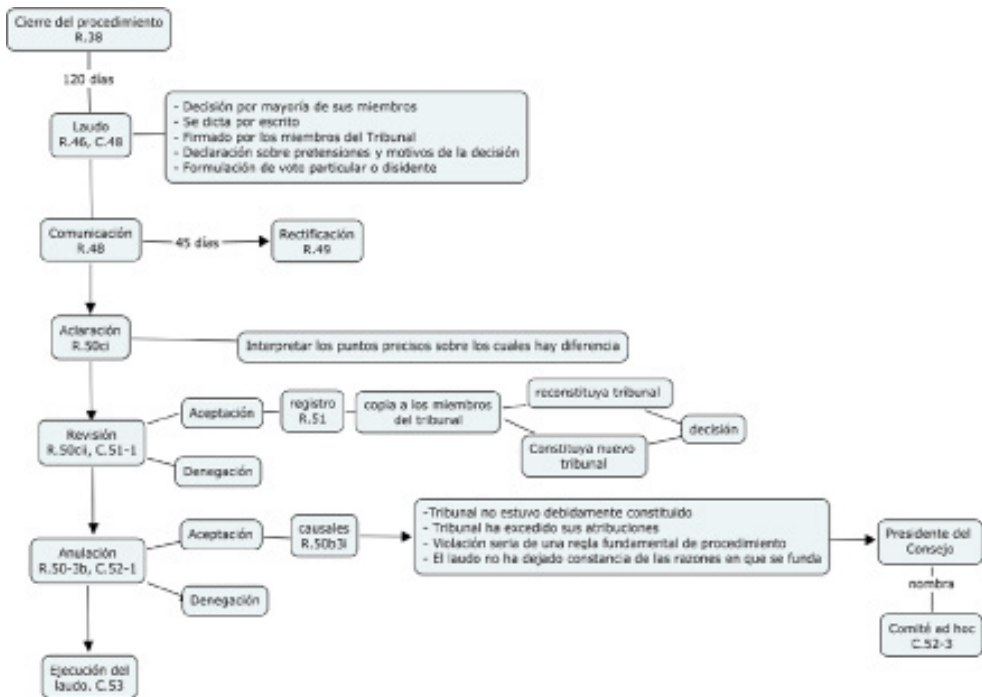 Cierre del procedimiento
R.38
120 días
Laudo
R.46, C.48
- Decisión por mayoría de sus miembros
- Se dicta por escrito
- Firmado por los miembros del Tribunal
- Declaración sobre pretensiones y motivos de la decisión
- Formulación de voto particular o disidente
Comunicación
R.48
45 días
Rectificación
R.49
Aclaración
R.50ci
Interpretar los puntos precisos sobre los cuales hay diferencia
Revisión
R.50cii, C.51-1
Aceptación
registro
R.51
copia a los miembros
del tribunal
reconstituya tribunal
Constituya nuevo
tribunal
decisión
Denegación
Anulación
R.50-3b, C.52-1
Aceptación
causales
R.50b3i
-Tribunal no estuvo debidamente constituido
- Tribunal ha excedido sus atribuciones
- Violación seria de una regla fundamental de procedimiento
- El laudo no ha dejado constancia de las razones en que se funda
Presidente del
Consejo
nombra
Comité ad hoc
C.52-3
Denegación
Ejecución del
laudo. C.53